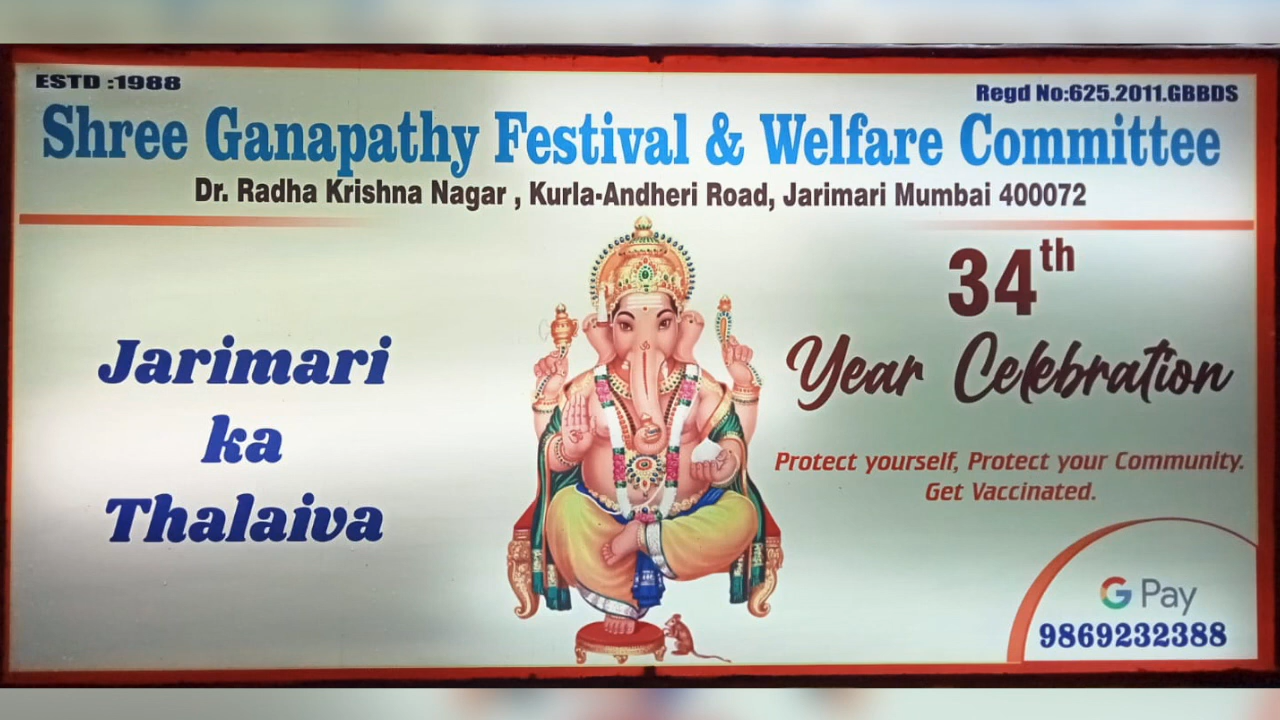 ESTD :1988
Regd No:625.2011.GBBDS
Shree Ganapathy Festival & Welfare Committee
Dr. Radha Krishna Nagar , Kurla-Andheri Road, Jarimari Mumbai 400072
Jarimari
ka
Thalaiva
34th
Year Celebration
Protect yourself, Protect your Community.
Get Vaccinated.
G Pay
9869232388